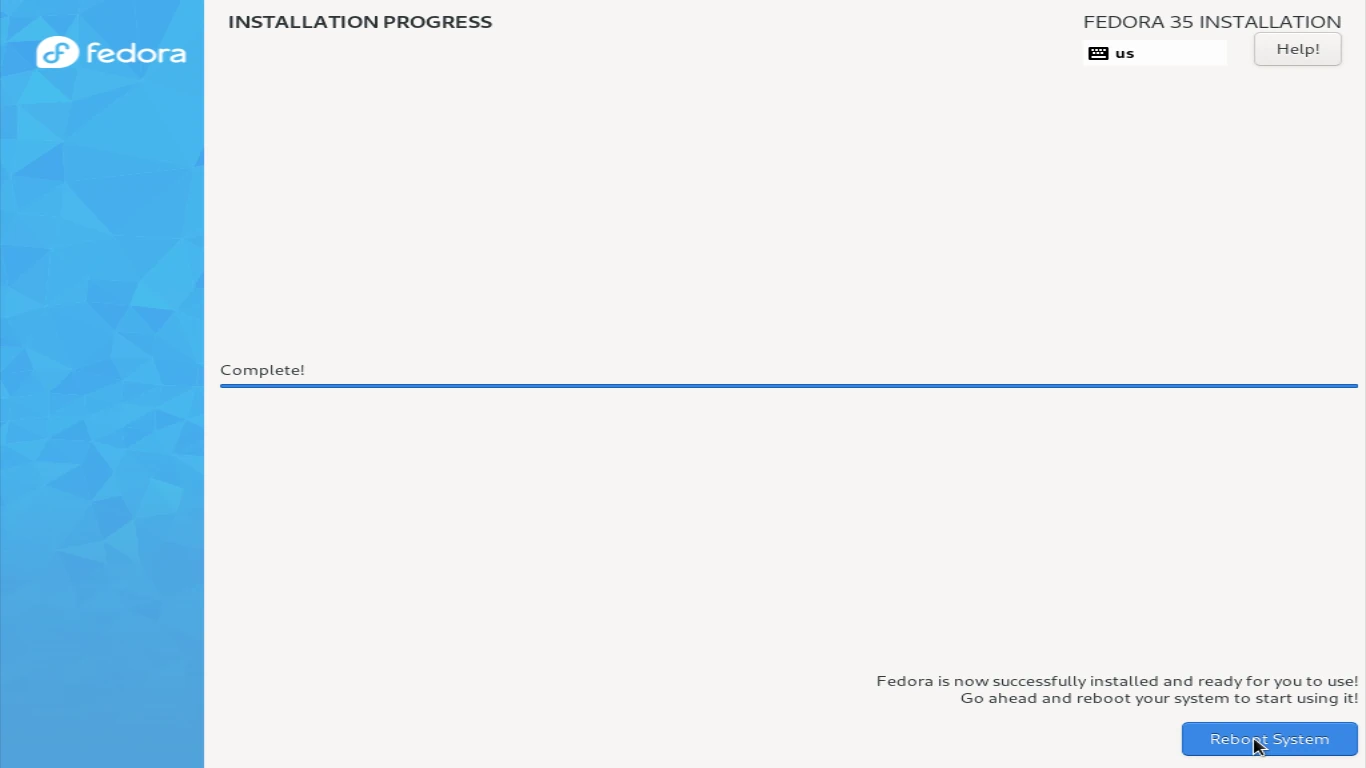 INSTALLATION PROGRESS
FEDORA 35 INSTALLATION
fedora
us
Help!
Complete!
Fedora is now successfully installed and ready for you to use!
Go ahead and reboot your system to start using it!
Reboot System